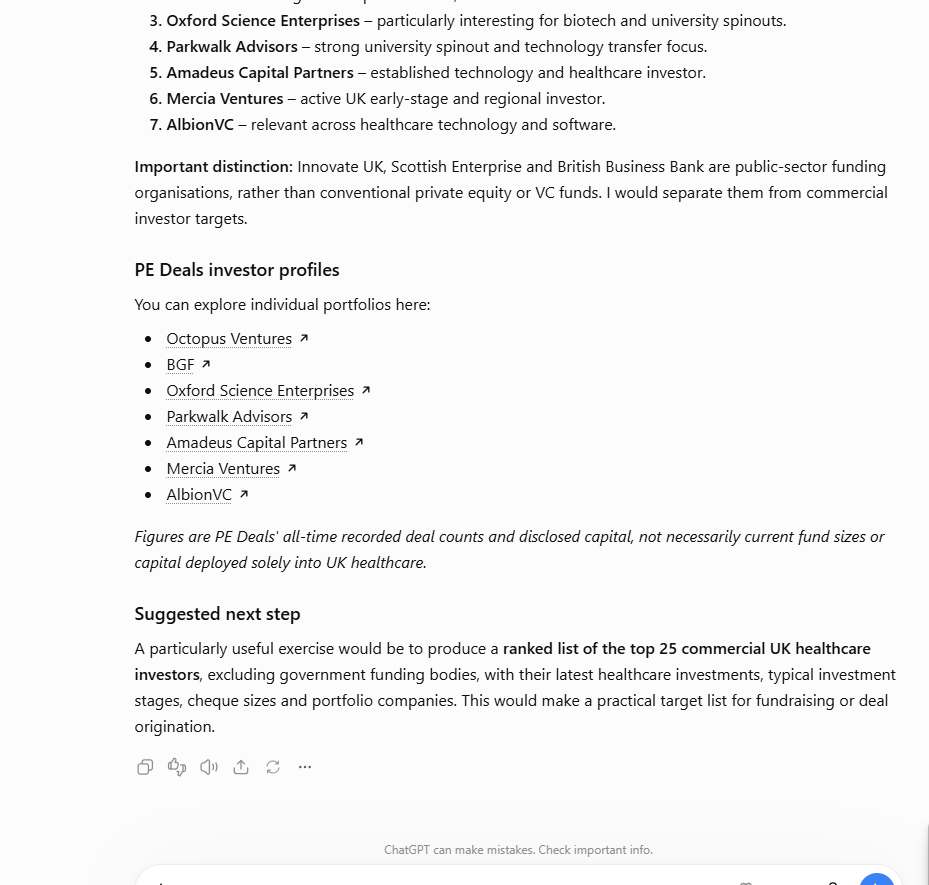 3. Oxford Science Enterprises – particularly interesting for biotech and university spinouts.
4. Parkwalk Advisors – strong university spinout and technology transfer focus.
5. Amadeus Capital Partners – established technology and healthcare investor.
6. Mercia Ventures – active UK early-stage and regional investor.
7. AlbionVC – relevant across healthcare technology and software.
Important distinction: Innovate UK, Scottish Enterprise and British Business Bank are public-sector funding
organisations, rather than conventional private equity or VC funds. I would separate them from commercial
investor targets.
PE Deals investor profiles
You can explore individual portfolios here:
• Octopus Ventures ↗
• BGF ↗
• Oxford Science Enterprises ↗
• Parkwalk Advisors ↗
• Amadeus Capital Partners ↗
• Mercia Ventures ↗
• AlbionVC ↗
Figures are PE Deals' all-time recorded deal counts and disclosed capital, not necessarily current fund sizes or
capital deployed solely into UK healthcare.
Suggested next step
A particularly useful exercise would be to produce a ranked list of the top 25 commercial UK healthcare
investors, excluding government funding bodies, with their latest healthcare investments, typical investment
stages, cheque sizes and portfolio companies. This would make a practical target list for fundraising or deal
origination.
ChatGPT can make mistakes. Check important info.